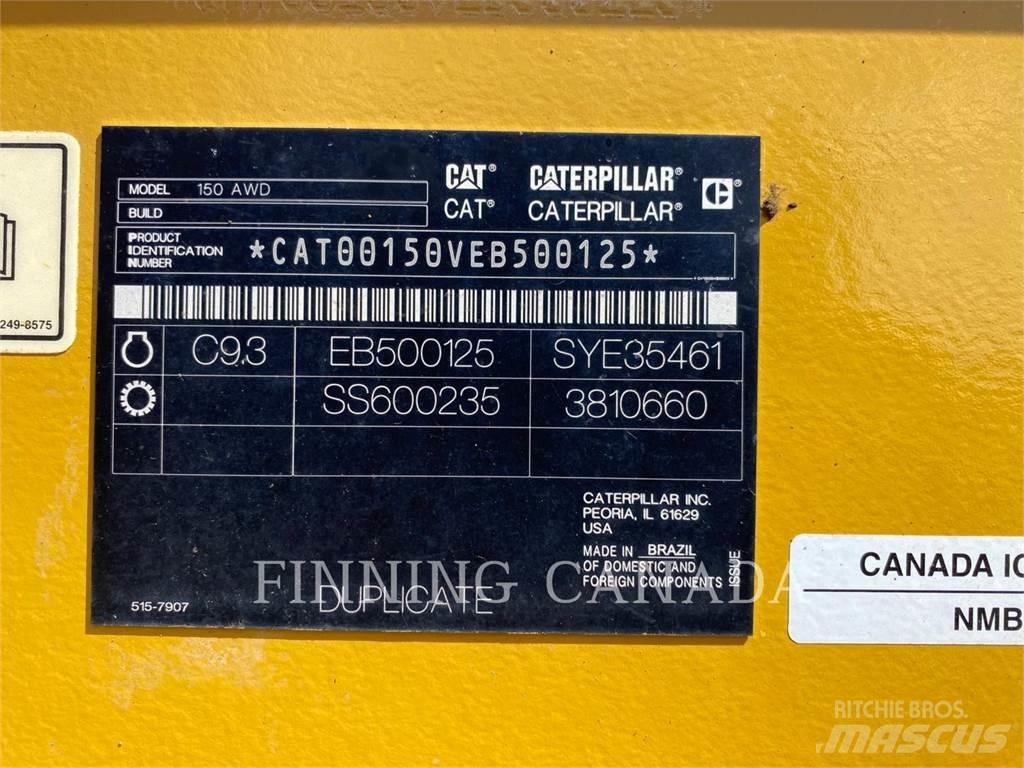 MODEL 150 AWD
BUILD
CAT® CATERPILLAR®
CAT® CATERPILLAR®
PRODUCT
IDENTIFICATION
NUMBER
*CAT00150VEB500125*
C9.3 EB500125 SYE35461
SS600235 3810660
CATERPILLAR INC.
PEORIA, IL 61629
USA
MADE IN BRAZIL
OF DOMESTIC AND
FOREIGN COMPONENTS
ISSUE
515-7907
DUPLICATE
FINNING CANADA
249-8575
CANADA IC
NMB
RITCHIE BROS.
MASCUS